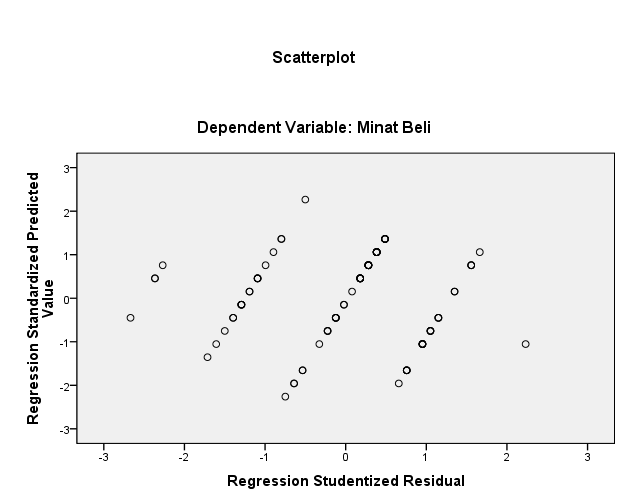 Scatterplot
Dependent Variable: Minat Beli
Regression Standardized Predicted
Value
3
2
1
0
-1
-2
-3
-3
-2
-1
0
1
2
3
Regression Studentized Residual